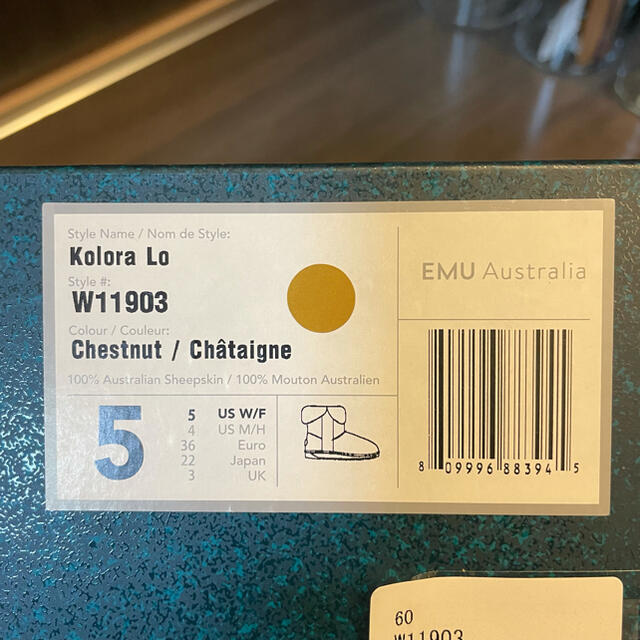 Style Name / Nom de Style:
Kolora Lo
Style #:
W11903
Colour / Couleur:
Chestnut / Châtaigne
100% Australian Sheepskin / 100% Mouton Australien
EMU Australia
5
5 US W/F
4 US M/H
36 Euro
22 Japan
3 UK
8 09996 88394 5
60
W11903